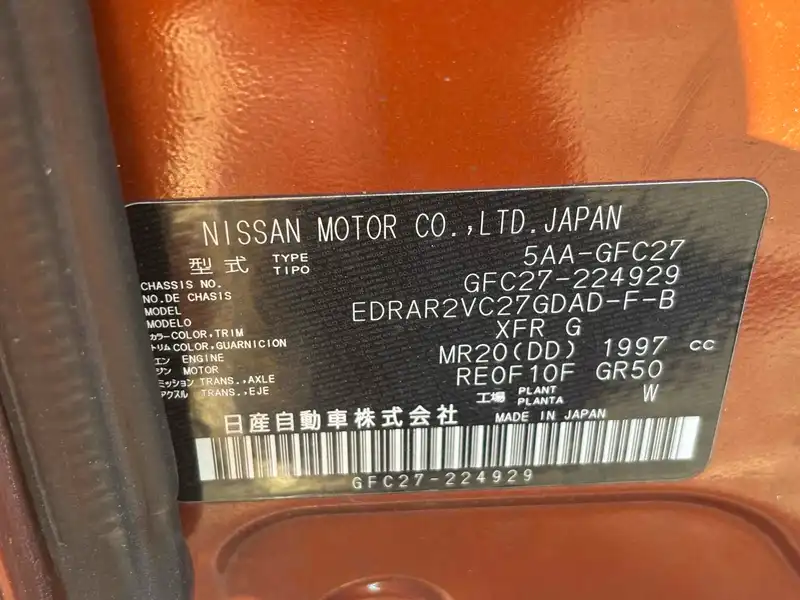 NISSAN MOTOR CO.,LTD.JAPAN
型式 TYPE TIPO 5AA-GFC27
CHASSIS NO. NO.DE CHASIS GFC27-224929
MODEL MODELO EDRAR2VC27GDAD-F-B
カラー COLOR,TRIM トリム COLOR,GUARNICION XFR G
エンジン ENGINE MOTOR MR20(DD) 1997 CC
ミッション TRANS.,AXLE アクスル TRANS.,EJE RE0F10F GR50
工場 PLANT PLANTA W
日産自動車株式会社 MADE IN JAPAN
GFC27-224929